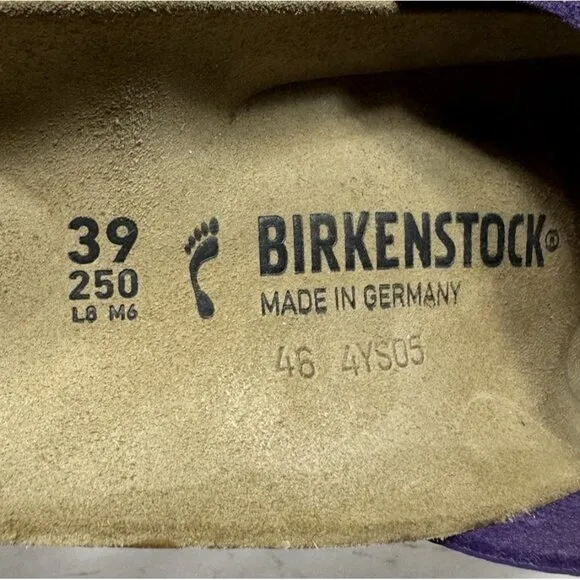 39
250
L8 M6
BIRKENSTOCK®
MADE IN GERMANY
46 4YS05